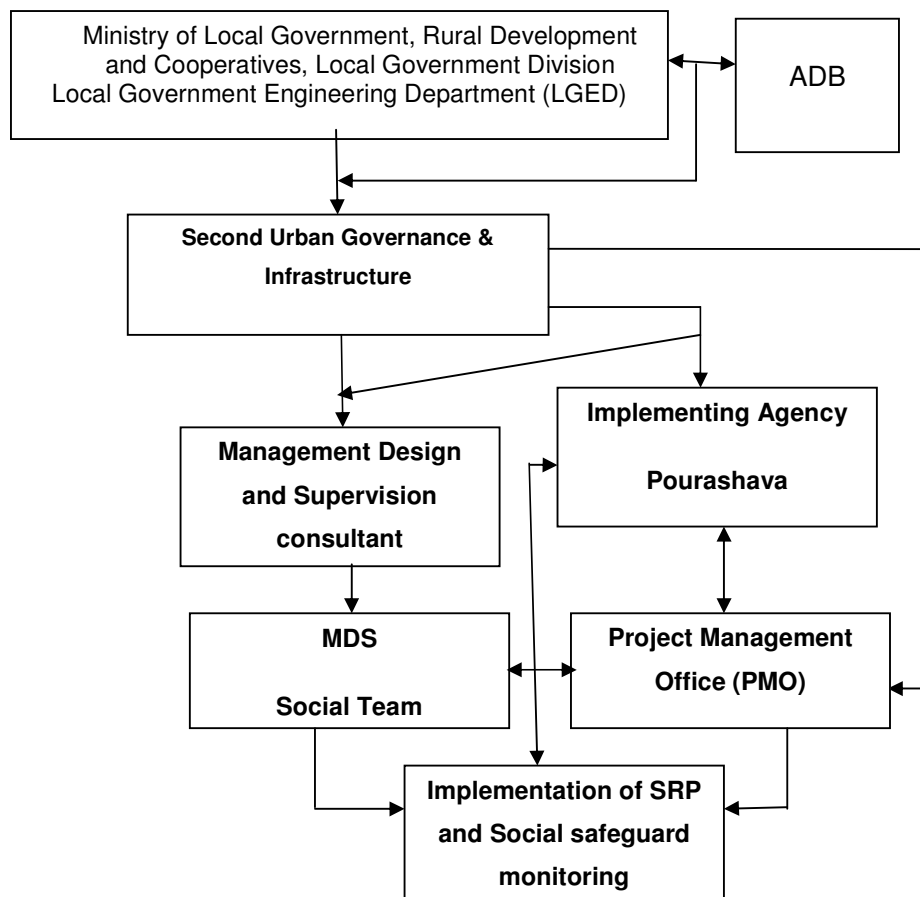 Ministry of Local Government, Rural Development
and Cooperatives, Local Government Division
Local Government Engineering Department (LGED)
ADB
Second Urban Governance &
Infrastructure
Implementing Agency
Pourashava
Management Design
and Supervision
consultant
MDS
Social Team
Project Management
Office (PMO)
Implementation of SRP
and Social safeguard
monitoring